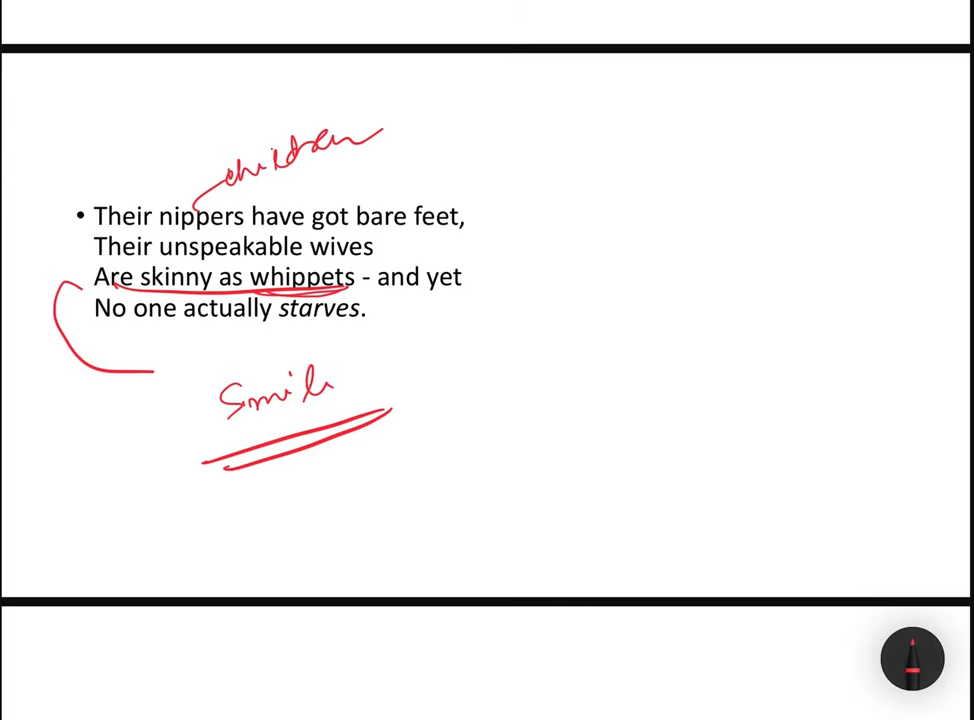 children
• Their nippers have got bare feet,
Their unspeakable wives
Are skinny as whippets - and yet
No one actually starves.
Simile